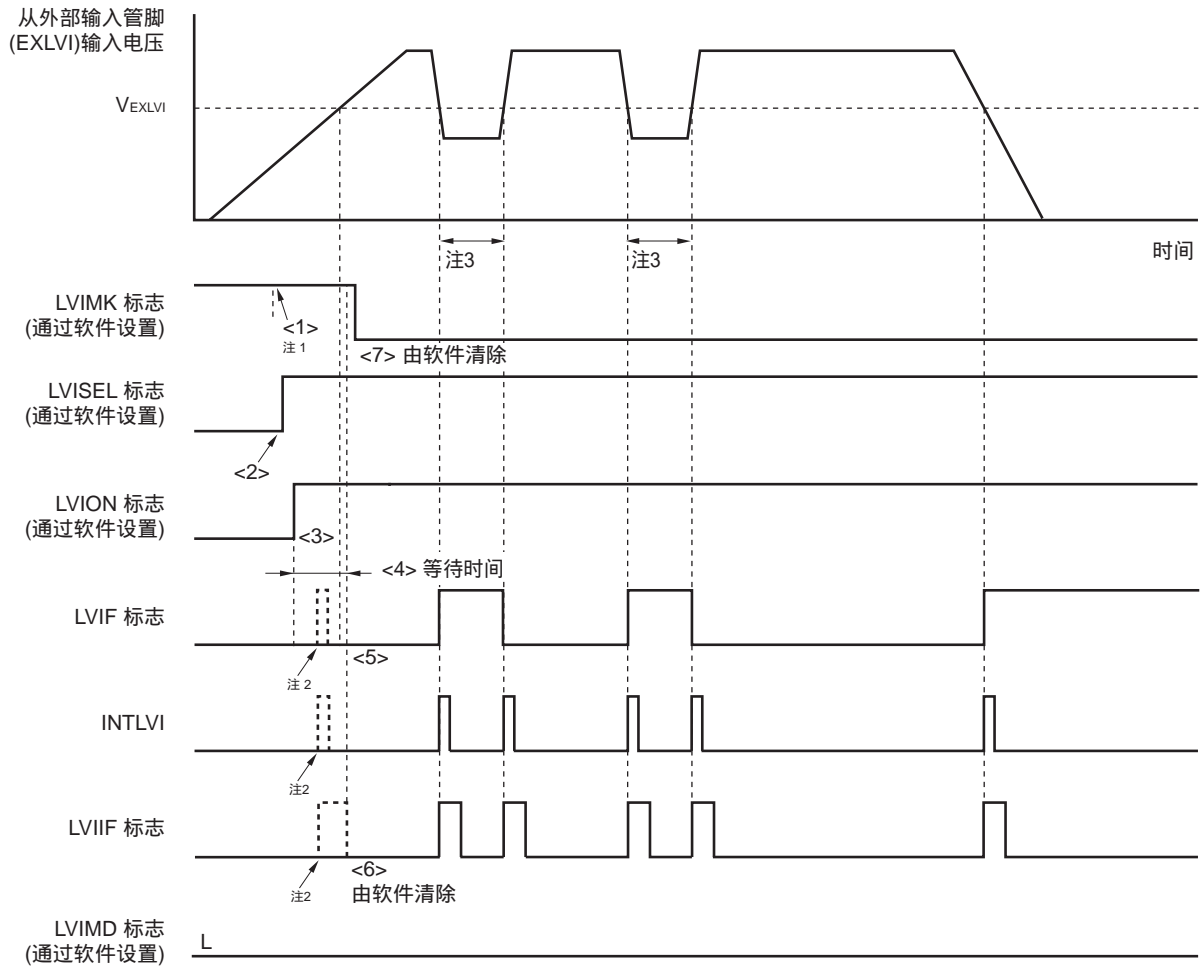 从外部输入管脚
(EXLVI)输入电压
VEXLVI
时间
注3
注3
LVIMK 标志
(通过软件设置)
<1>
注 1
<7> 由软件清除
LVISEL 标志
(通过软件设置)
<2>
LVION 标志
(通过软件设置)
<3>
<4> 等待时间
LVIF 标志
<5>
注 2
INTLVI
注2
LVIIF 标志
<6>
注2
由软件清除
LVIMD 标志
(通过软件设置)
L